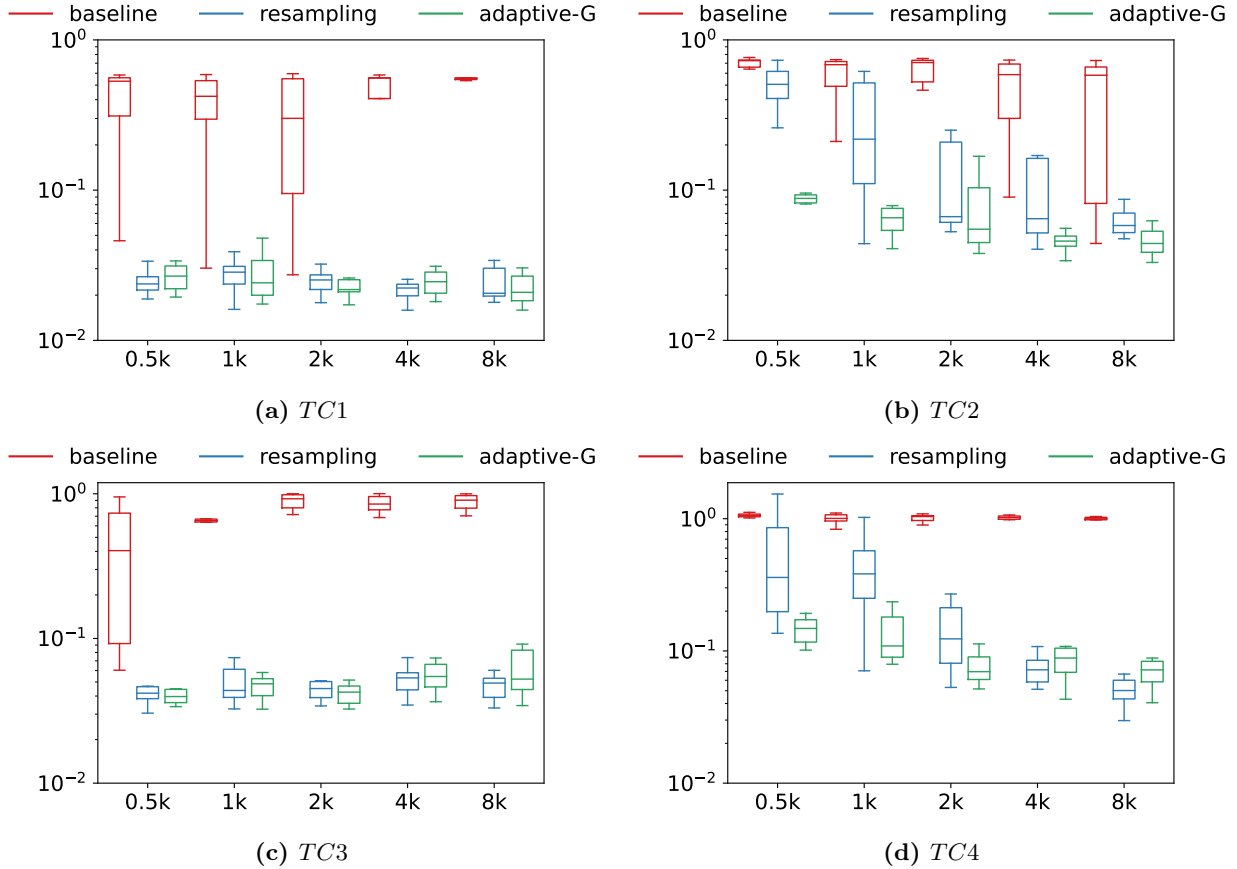 baseline resampling adaptive-G
baseline resampling adaptive-G
10^0
10^-1
10^-2
0.5k 1k 2k 4k 8k
10^0
10^-1
10^-2
0.5k 1k 2k 4k 8k
(a) TC1
(b) TC2
baseline resampling adaptive-G
baseline resampling adaptive-G
10^0
10^-1
10^-2
0.5k 1k 2k 4k 8k
10^0
10^-1
10^-2
0.5k 1k 2k 4k 8k
(c) TC3
(d) TC4